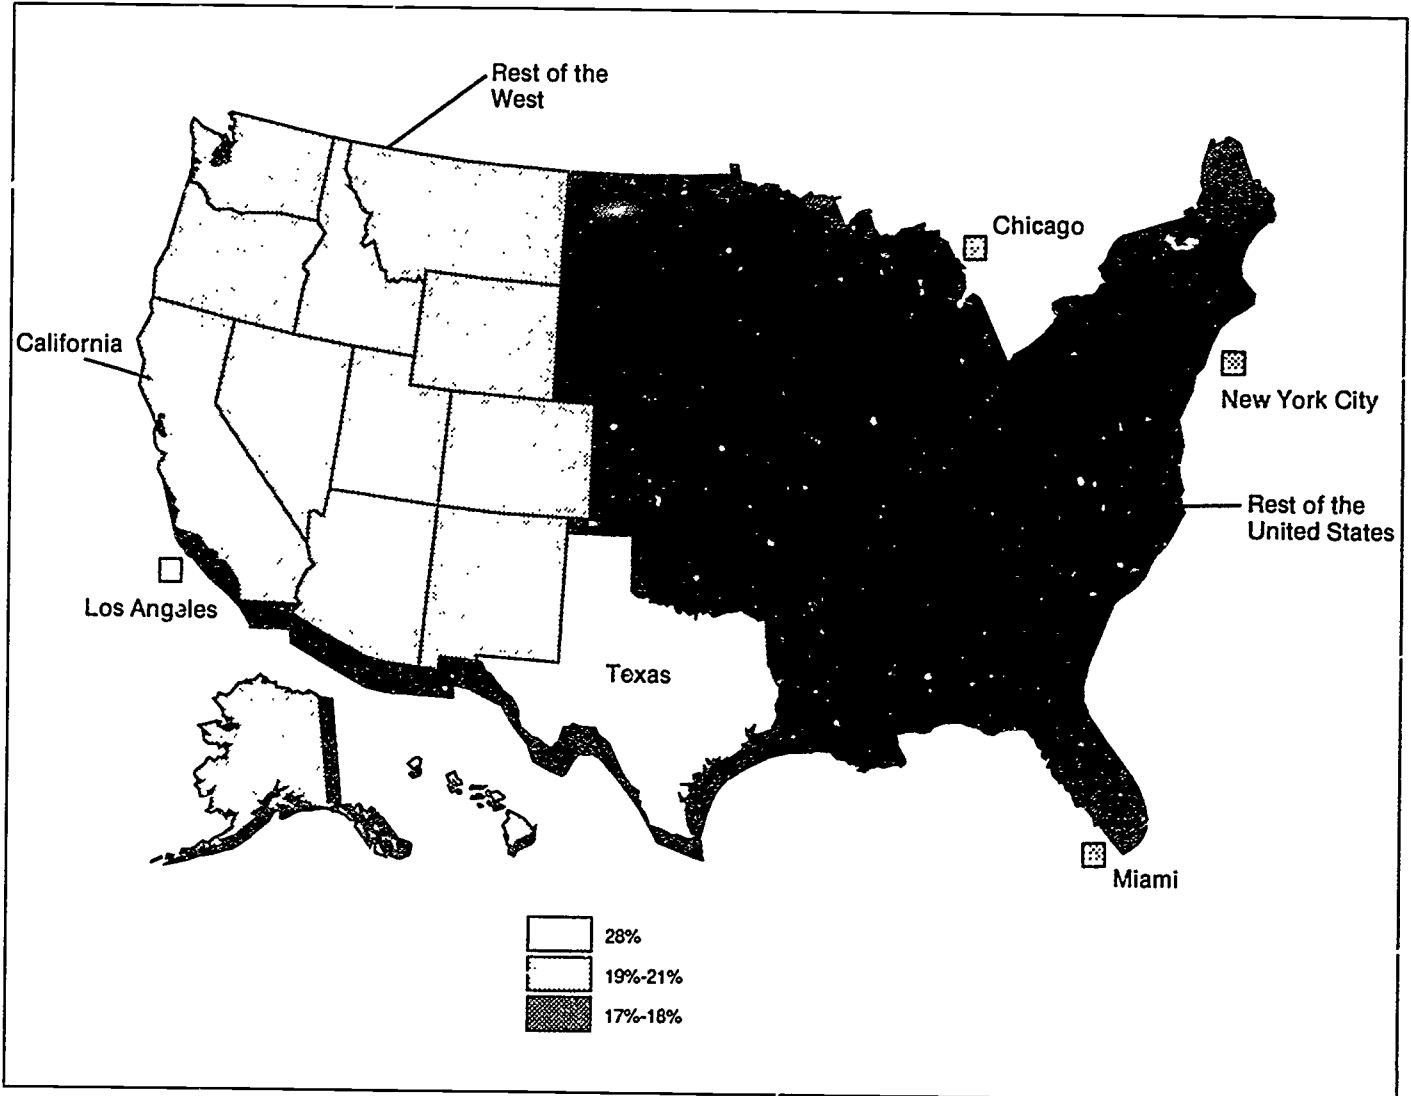 Rest of the
West
Chicago
California
New York City
Rest of the
United States
Los Angeles
Texas
Miami
28%
19%-21%
17%-18%